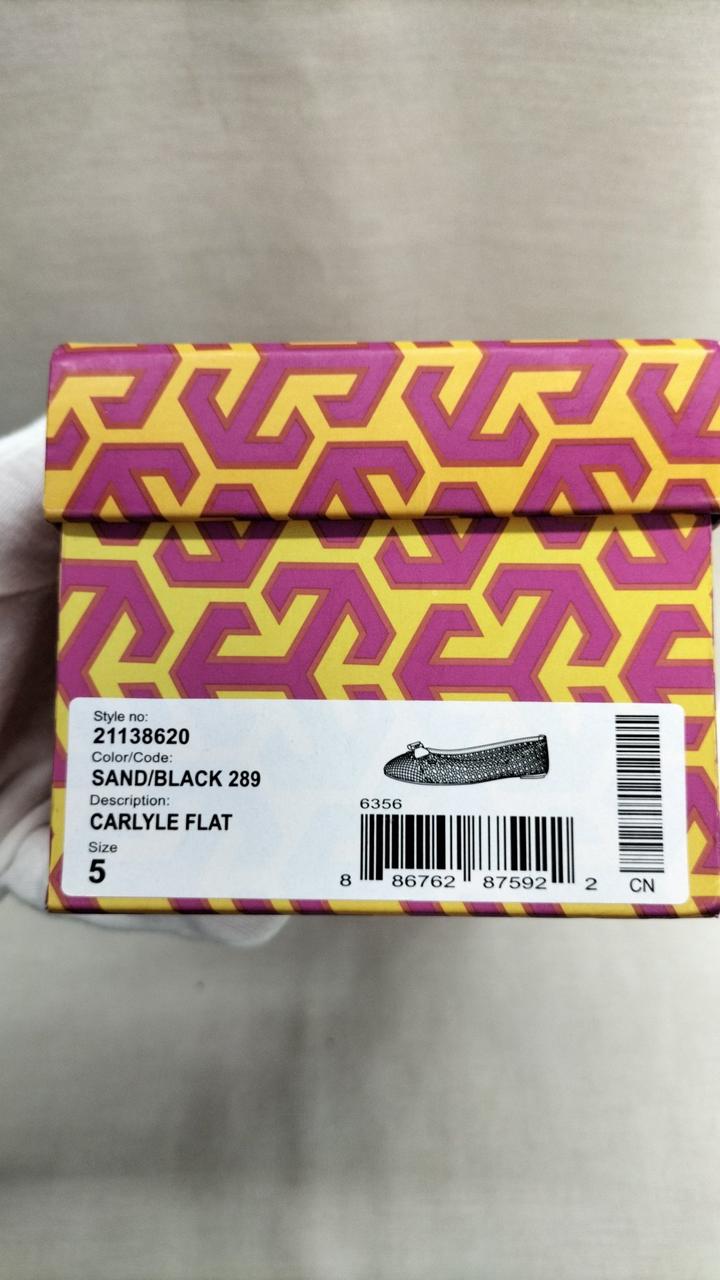 Style no:
21138620
Color/Code:
SAND/BLACK 289
Description:
CARLYLE FLAT
Size
5
6356
8 86762 87592 2
CN